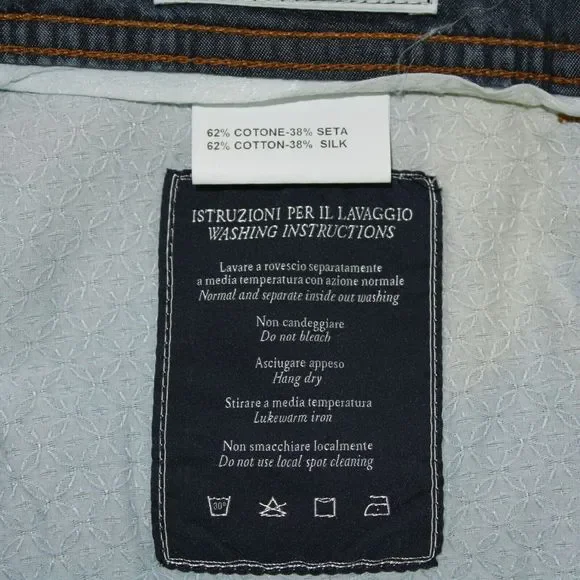 62% COTONE-38% SETA
62% COTTON-38% SILK
ISTRUZIONI PER IL LAVAGGIO
WASHING INSTRUCTIONS
Lavare a rovescio separatamente
a media temperatura con azione normale
Normal and separate inside out washing
Non candeggiare
Do not bleach
Asciugare appeso
Hang dry
Stirare a media temperatura
Lukewarm iron
Non smacchiare localmente
Do not use local spot cleaning
30°